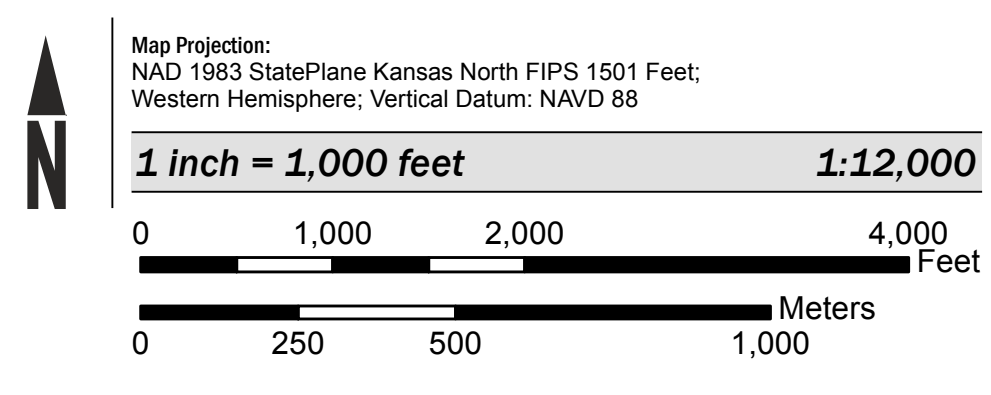 N
Map Projection:
NAD 1983 StatePlane Kansas North FIPS 1501 Feet;
Western Hemisphere; Vertical Datum: NAVD 88
1 inch = 1,000 feet 1:12,000
0 1,000 2,000 4,000
Feet
Meters
0 250 500 1,000